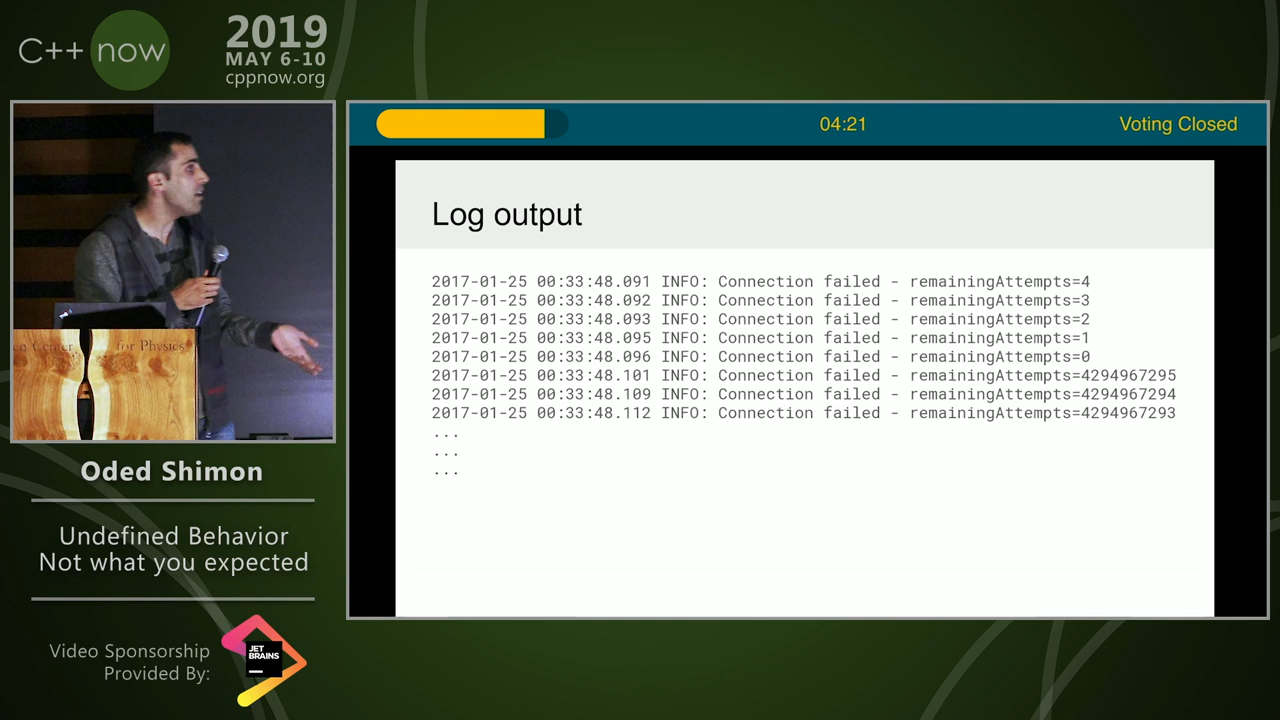 C++ now
2019
MAY 6-10
cppnow.org
04:21
Voting Closed
Log output
2017-01-25 00:33:48.091 INFO: Connection failed - remainingAttempts=4
2017-01-25 00:33:48.092 INFO: Connection failed - remainingAttempts=3
2017-01-25 00:33:48.093 INFO: Connection failed - remainingAttempts=2
2017-01-25 00:33:48.095 INFO: Connection failed - remainingAttempts=1
2017-01-25 00:33:48.096 INFO: Connection failed - remainingAttempts=0
2017-01-25 00:33:48.101 INFO: Connection failed - remainingAttempts=4294967295
2017-01-25 00:33:48.109 INFO: Connection failed - remainingAttempts=4294967294
2017-01-25 00:33:48.112 INFO: Connection failed - remainingAttempts=4294967293
...
...
...
en Center for Physics
Oded Shimon
Undefined Behavior
Not what you expected
Video Sponsorship
Provided By:
JET
BRAINS